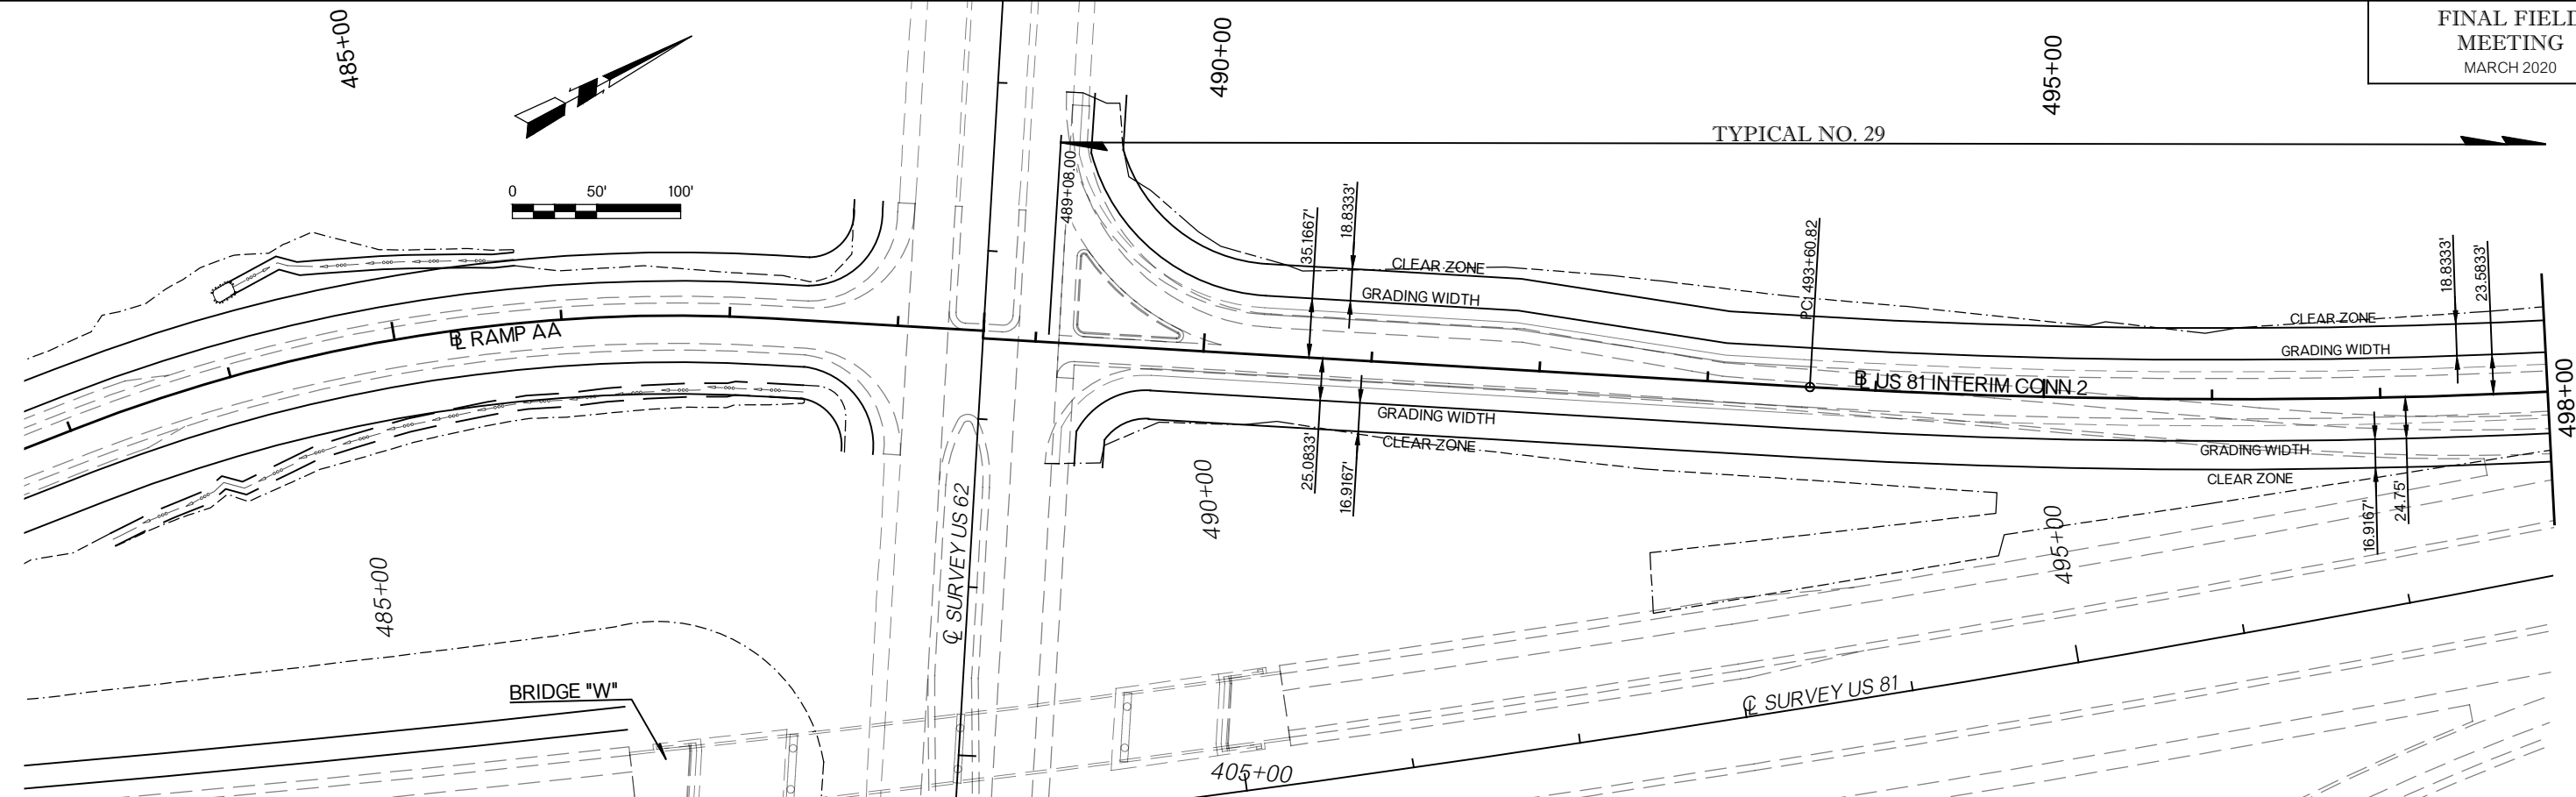 FINAL FIELD
MEETING
MARCH 2020
485+00
490+00
495+00
TYPICAL NO. 29
0 50' 100'
489+08.00
35.1667'
18.8333'
PC: 493+60.82
18.8333'
23.5833'
CLEAR ZONE
GRADING WIDTH
CLEAR ZONE
GRADING WIDTH
BL RAMP AA
BL US 81 INTERIM CONN 2
498+00
GRADING WIDTH
CLEAR ZONE
GRADING WIDTH
CLEAR ZONE
25.0833'
16.9167'
16.9167'
24.75'
485+00
490+00
495+00
CL SURVEY US 62
BRIDGE "W"
CL SURVEY US 81
405+00